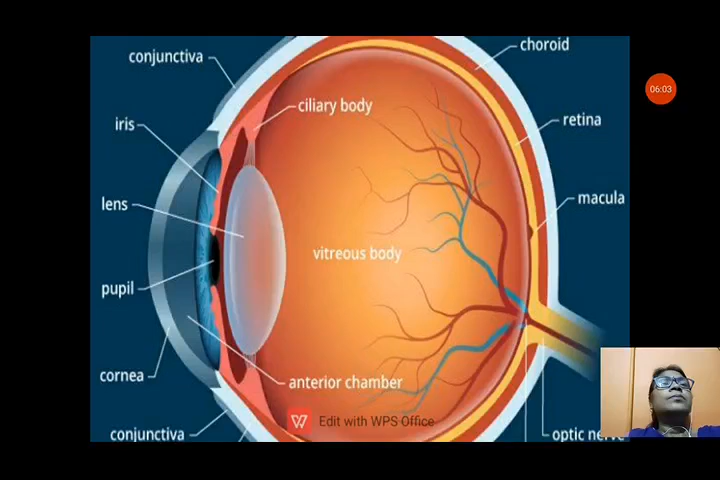 conjunctiva
choroid
06:03
ciliary body
iris
retina
lens
macula
vitreous body
pupil
cornea
anterior chamber
Edit with WPS Office
conjunctiva
optic nerve